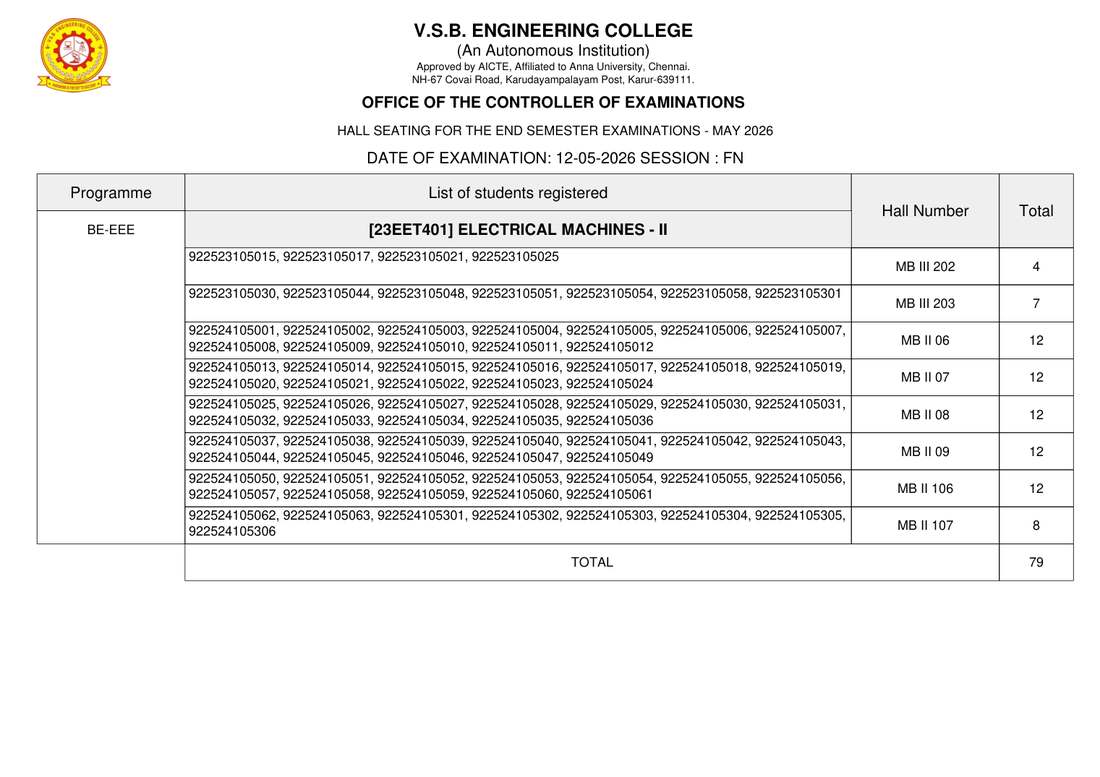 V.S.B. ENGINEERING COLLEGE
(An Autonomous Institution)
Approved by AICTE, Affiliated to Anna University, Chennai.
NH-67 Covai Road, Karudayampalayam Post, Karur-639111.
OFFICE OF THE CONTROLLER OF EXAMINATIONS
HALL SEATING FOR THE END SEMESTER EXAMINATIONS - MAY 2026
DATE OF EXAMINATION: 12-05-2026 SESSION : FN
Programme List of students registered Hall Number Total
BE-EEE [23EET401] ELECTRICAL MACHINES - II
922523105015, 922523105017, 922523105021, 922523105025 MB III 202 4
922523105030, 922523105044, 922523105048, 922523105051, 922523105054, 922523105058, 922523105301 MB III 203 7
922524105001, 922524105002, 922524105003, 922524105004, 922524105005, 922524105006, 922524105007,
922524105008, 922524105009, 922524105010, 922524105011, 922524105012 MB II 06 12
922524105013, 922524105014, 922524105015, 922524105016, 922524105017, 922524105018, 922524105019,
922524105020, 922524105021, 922524105022, 922524105023, 922524105024 MB II 07 12
922524105025, 922524105026, 922524105027, 922524105028, 922524105029, 922524105030, 922524105031,
922524105032, 922524105033, 922524105034, 922524105035, 922524105036 MB II 08 12
922524105037, 922524105038, 922524105039, 922524105040, 922524105041, 922524105042, 922524105043,
922524105044, 922524105045, 922524105046, 922524105047, 922524105049 MB II 09 12
922524105050, 922524105051, 922524105052, 922524105053, 922524105054, 922524105055, 922524105056,
922524105057, 922524105058, 922524105059, 922524105060, 922524105061 MB II 106 12
922524105062, 922524105063, 922524105301, 922524105302, 922524105303, 922524105304, 922524105305,
922524105306 MB II 107 8
TOTAL 79